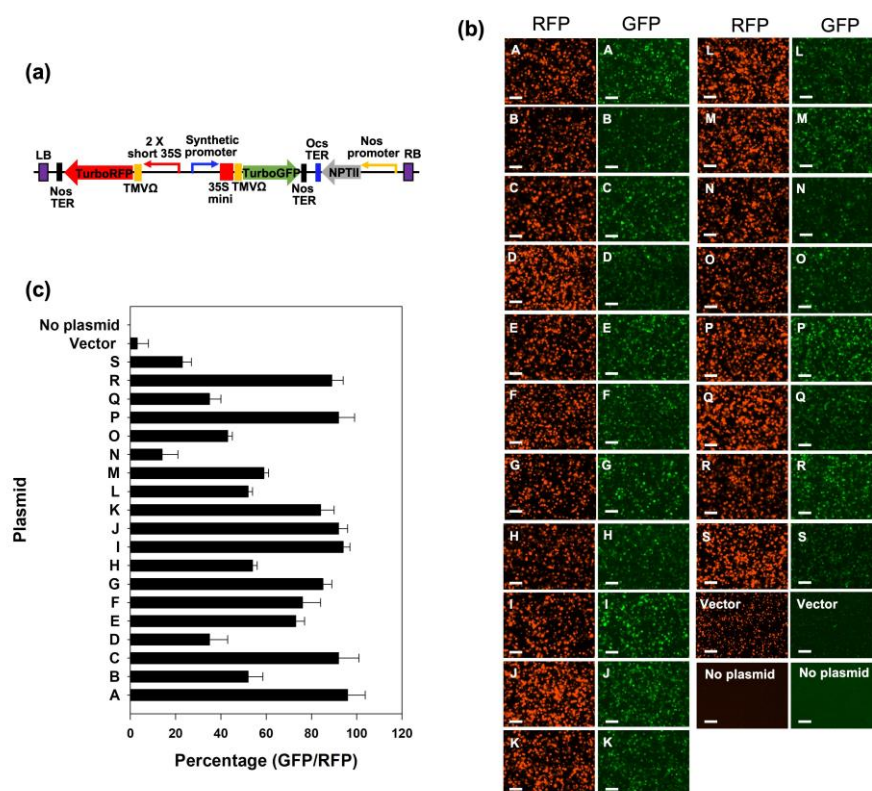 (a)
2 X
short 35S
Synthetic
promoter
Ocs
TER
Nos
promoter
LB
RB
TurboRFP
TurboGFP
NPTII
Nos
TER
TMVΩ
35S
mini
TMVΩ
Nos
TER
(b)
RFP GFP RFP GFP
A A L L
B B M M
C C N N
D D O O
E E P P
F F Q Q
G G R R
H H S S
I I Vector Vector
J J No plasmid No plasmid
K K
(c)
Plasmid
No plasmid
Vector
S
R
Q
P
O
N
M
L
K
J
I
H
G
F
E
D
C
B
A
0 20 40 60 80 100 120
Percentage (GFP/RFP)